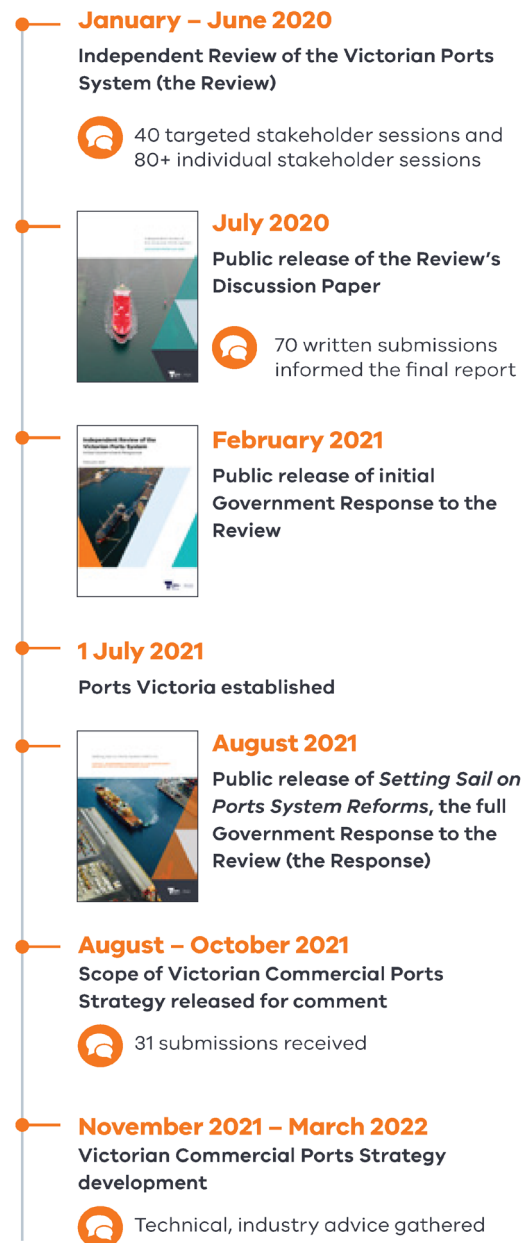 January – June 2020
Independent Review of the Victorian Ports
System (the Review)
40 targeted stakeholder sessions and
80+ individual stakeholder sessions
July 2020
Public release of the Review's
Discussion Paper
70 written submissions
informed the final report
Independent Review of the
Victorian Ports System
February 2021
Public release of initial
Government Response to the
Review
1 July 2021
Ports Victoria established
August 2021
Public release of Setting Sail on
Ports System Reforms, the full
Government Response to the
Review (the Response)
August – October 2021
Scope of Victorian Commercial Ports
Strategy released for comment
31 submissions received
November 2021 – March 2022
Victorian Commercial Ports Strategy
development
Technical, industry advice gathered